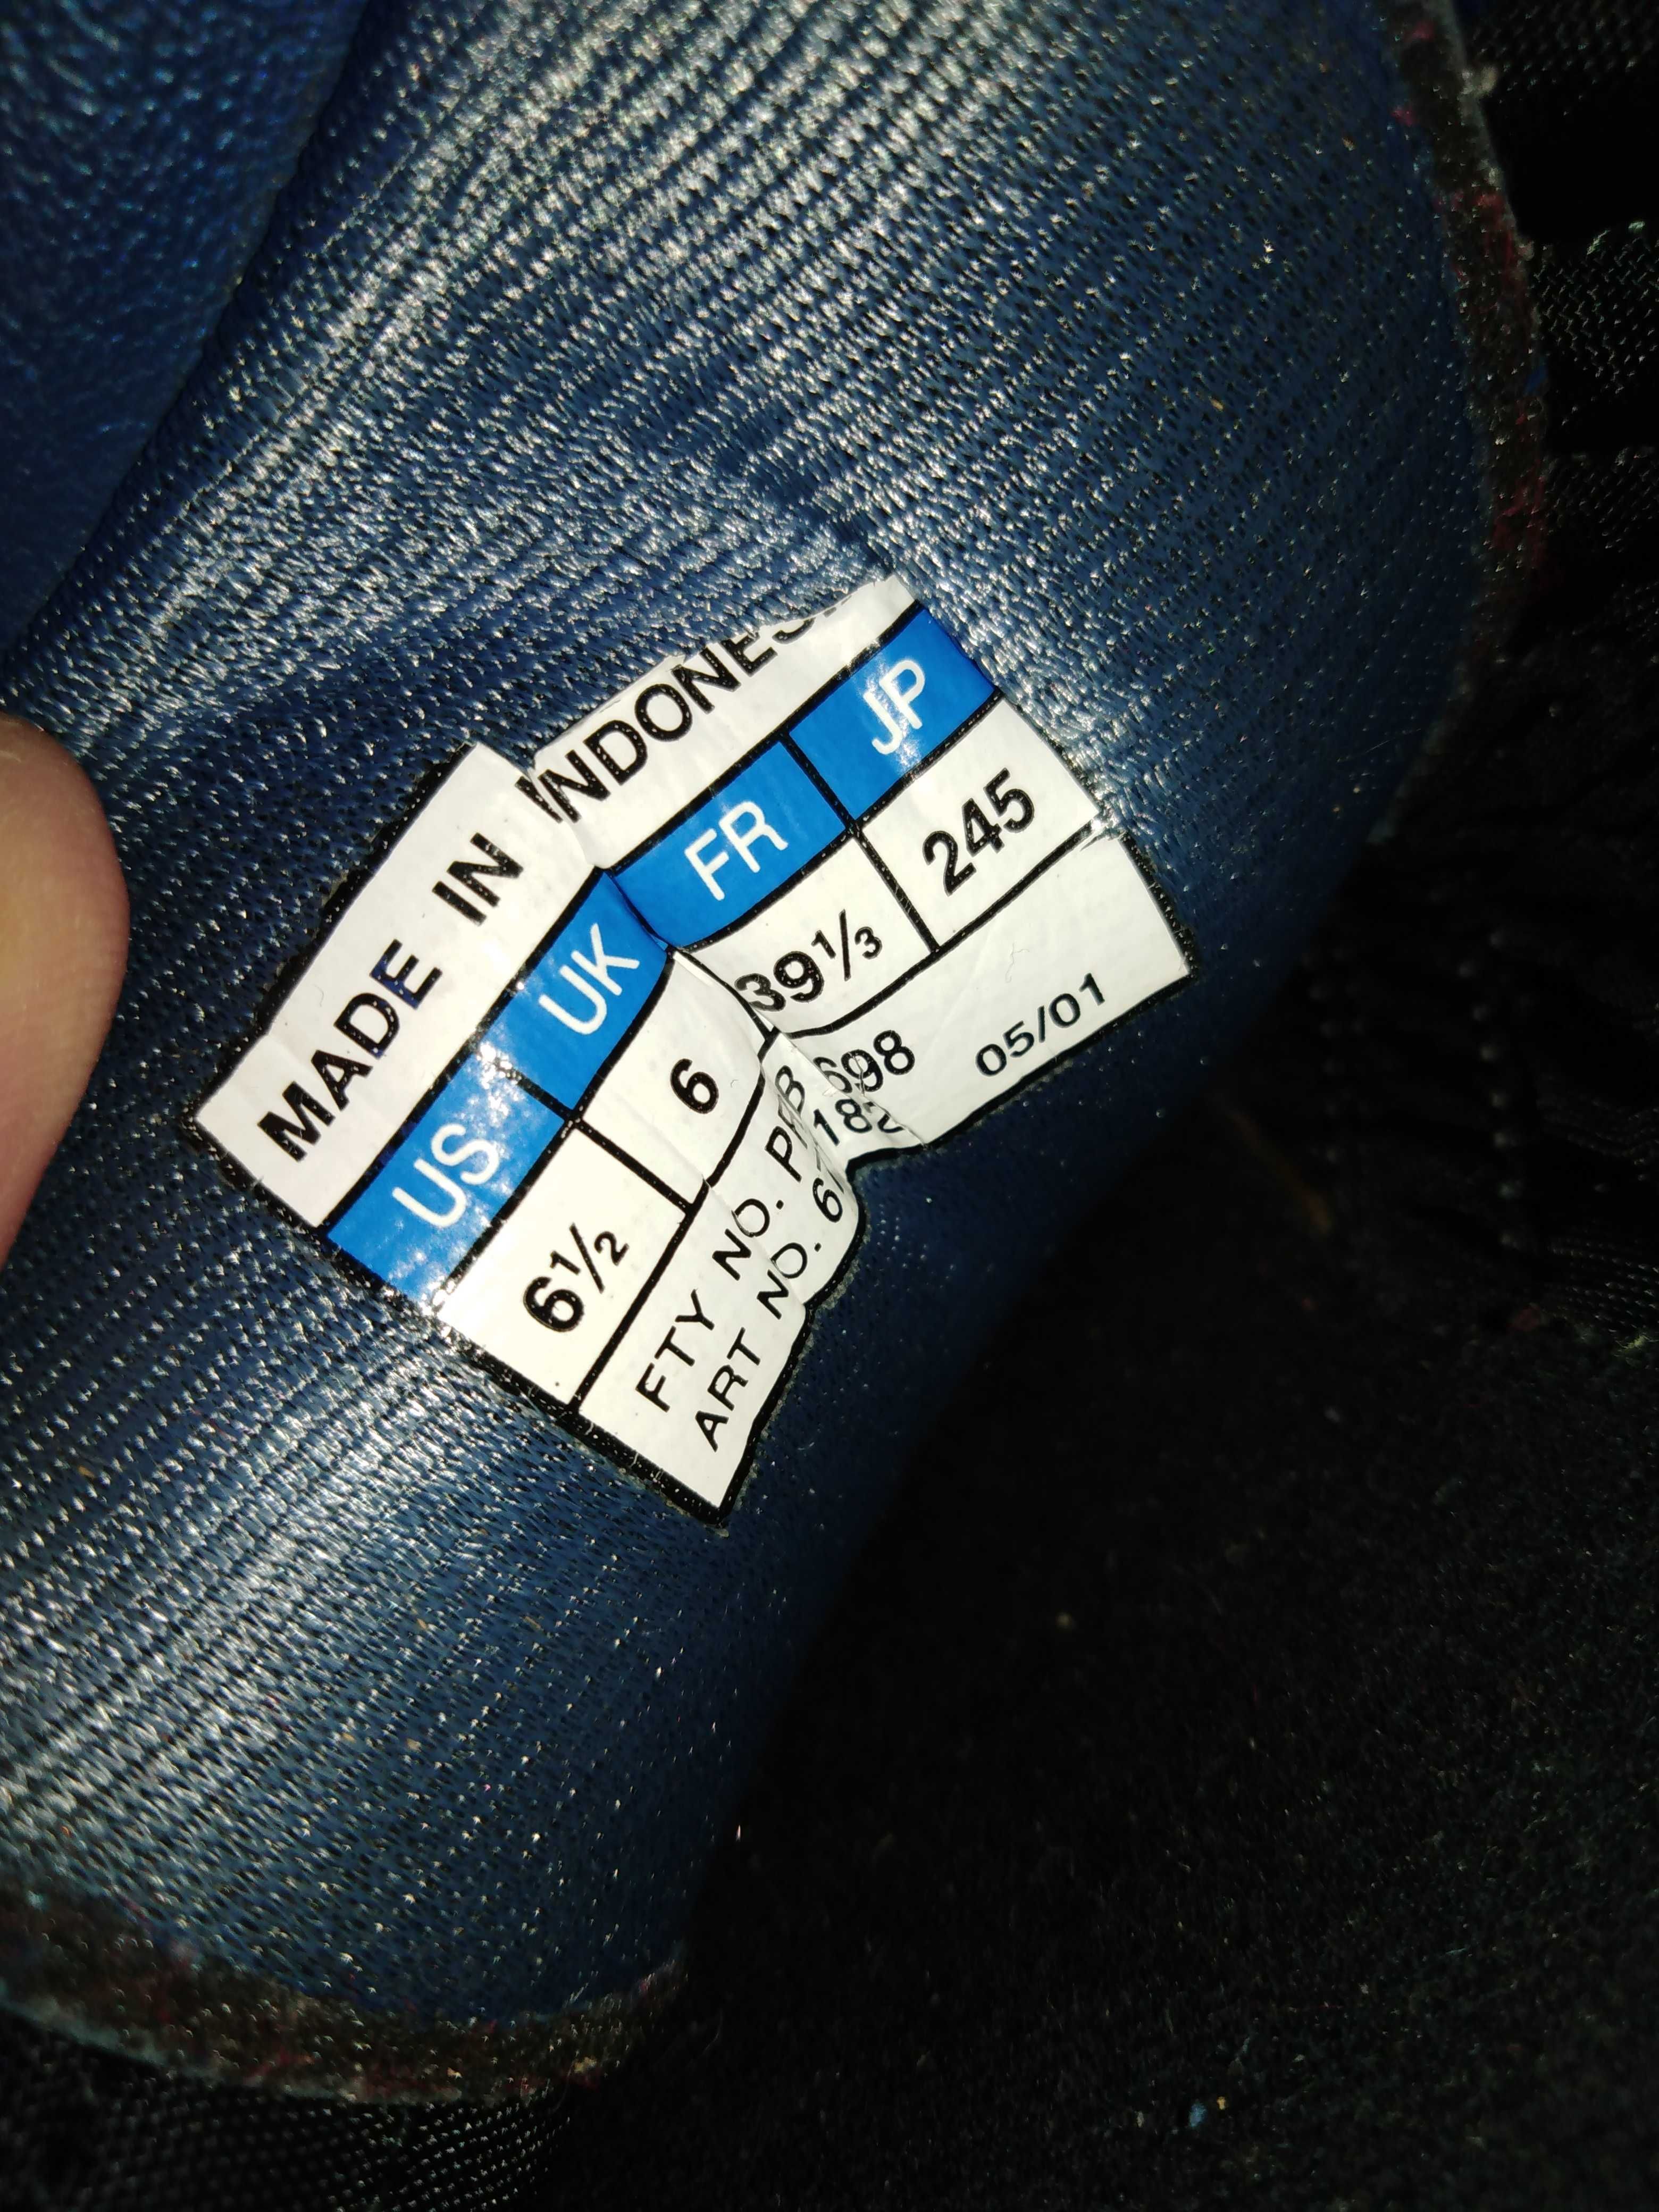 MADE IN INDONES
US UK FR JP
6½ 6 39⅓ 245
FTY NO. 698
ART NO. 05/01